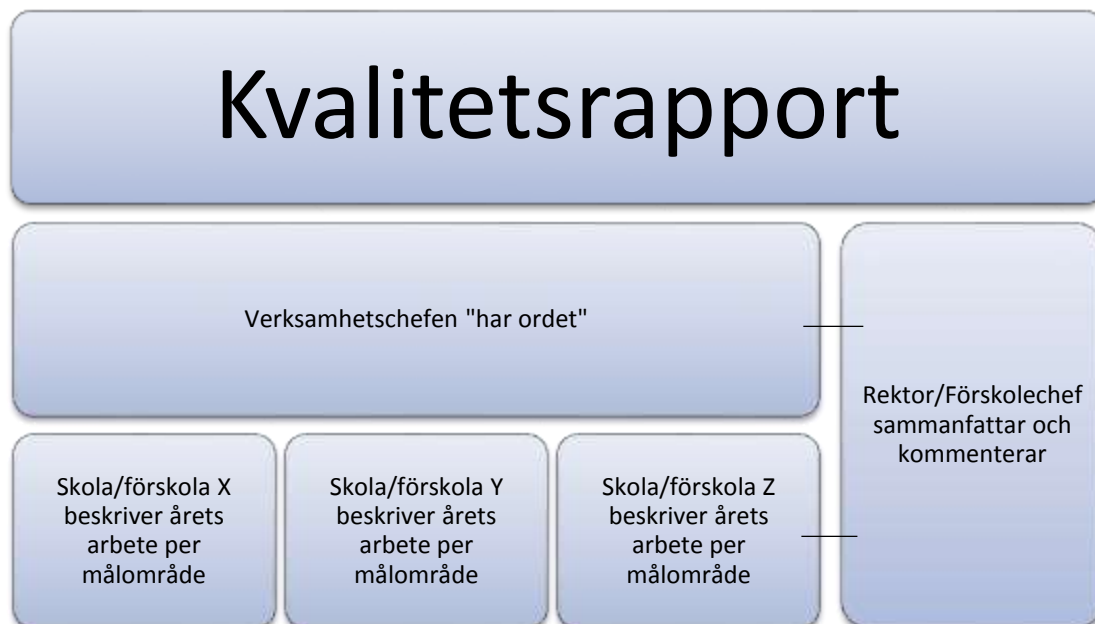 Kvalitetsrapport
Verksamhetschefen "har ordet"
Rektor/Förskolechef
sammanfattar och
kommenterar
Skola/förskola X
beskriver årets
arbete per
målområde
Skola/förskola Y
beskriver årets
arbete per
målområde
Skola/förskola Z
beskriver årets
arbete per
målområde